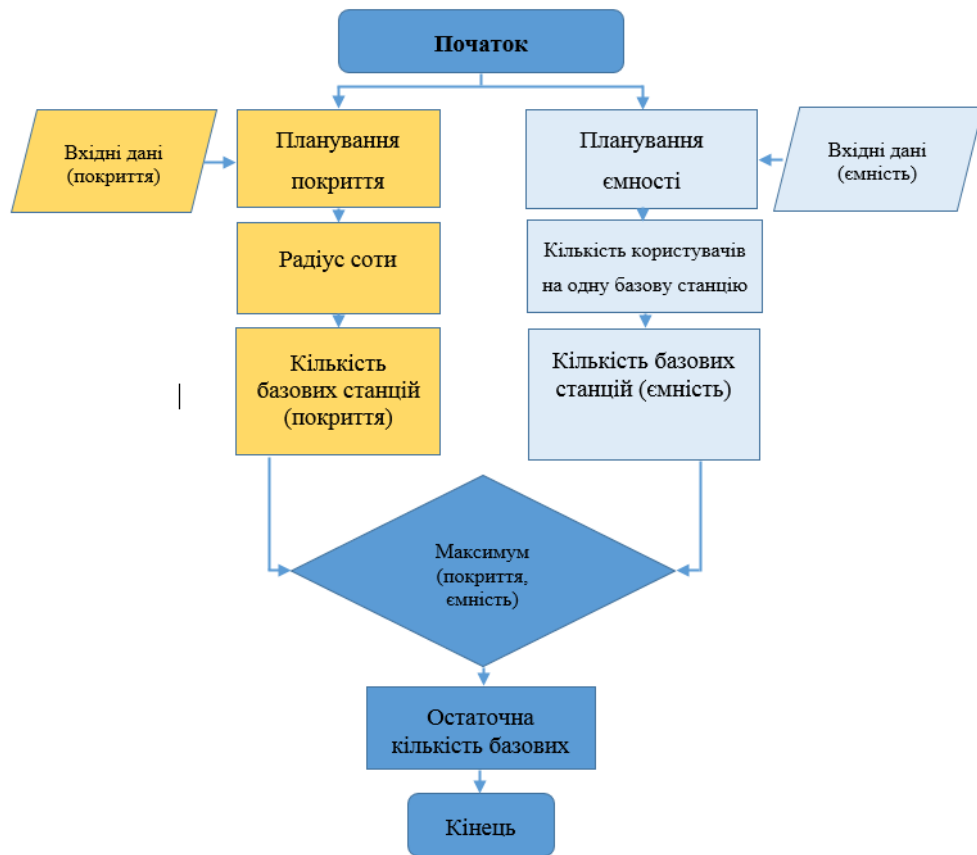 Початок
Вхідні дані
(покриття)
Планування
покриття
Планування
ємності
Вхідні дані
(ємність)
Радіус соти
Кількість користувачів
на одну базову станцію
Кількість
базових станцій
(покриття)
Кількість базових
станцій (ємність)
Максимум
(покриття,
ємність)
Остаточна
кількість базових
Кінець